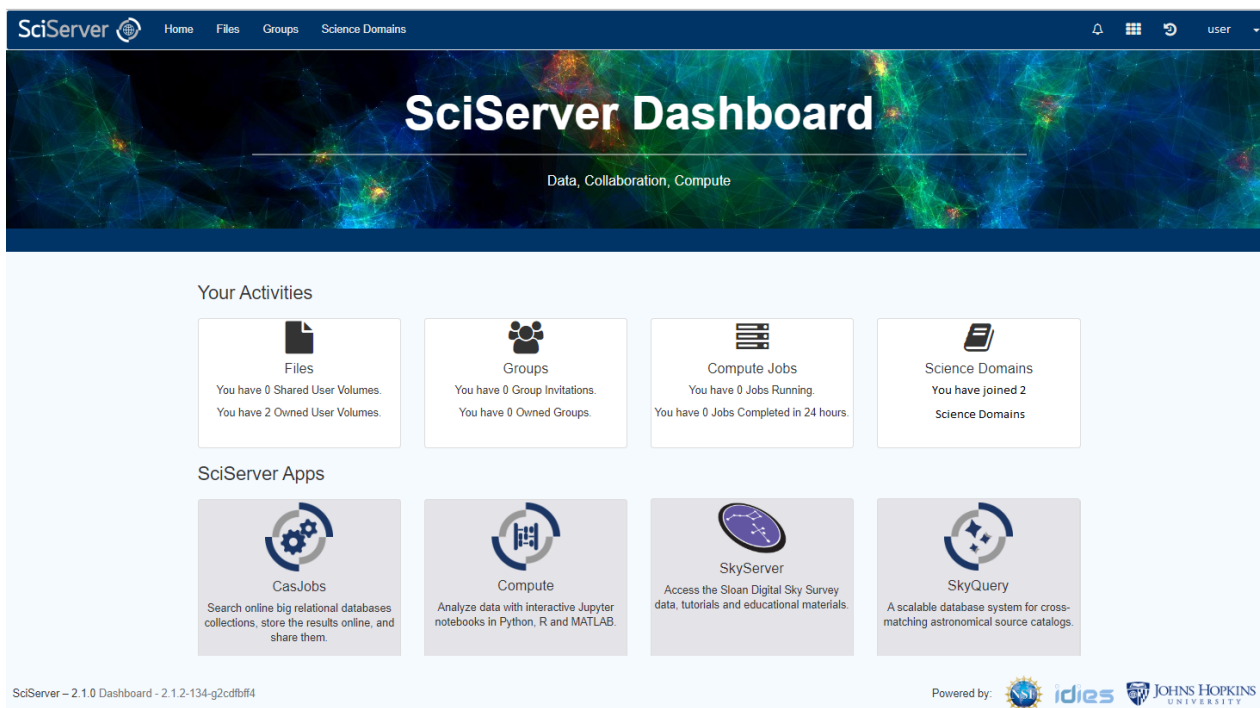 SciServer Home Files Groups Science Domains user
SciServer Dashboard
Data, Collaboration, Compute
Your Activities
Files
You have 0 Shared User Volumes.
You have 2 Owned User Volumes.
Groups
You have 0 Group Invitations.
You have 0 Owned Groups.
Compute Jobs
You have 0 Jobs Running.
You have 0 Jobs Completed in 24 hours.
Science Domains
You have joined 2
Science Domains
SciServer Apps
CasJobs
Search online big relational databases
collections, store the results online, and
share them.
Compute
Analyze data with interactive Jupyter
notebooks in Python, R and MATLAB.
SkyServer
Access the Sloan Digital Sky Survey
data, tutorials and educational materials.
SkyQuery
A scalable database system for cross-
matching astronomical source catalogs.
SciServer – 2.1.0 Dashboard - 2.1.2-134-g2cdfbff4
Powered by: NSF idies JOHNS HOPKINS
UNIVERSITY